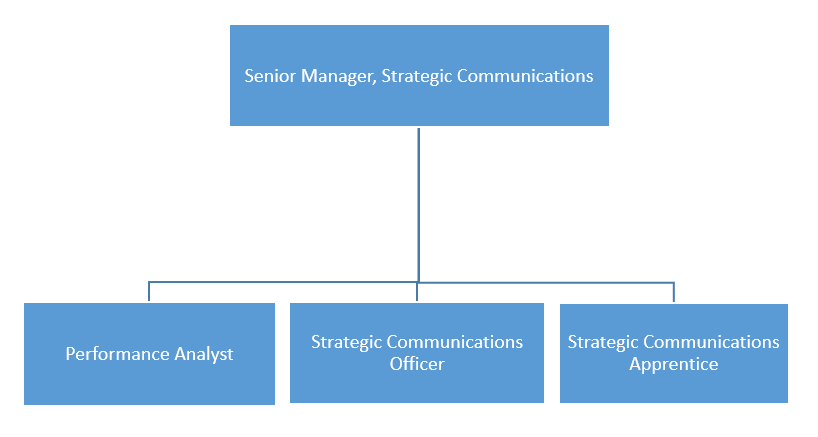 Senior Manager, Strategic Communications
Performance Analyst
Strategic Communications
Officer
Strategic Communications
Apprentice